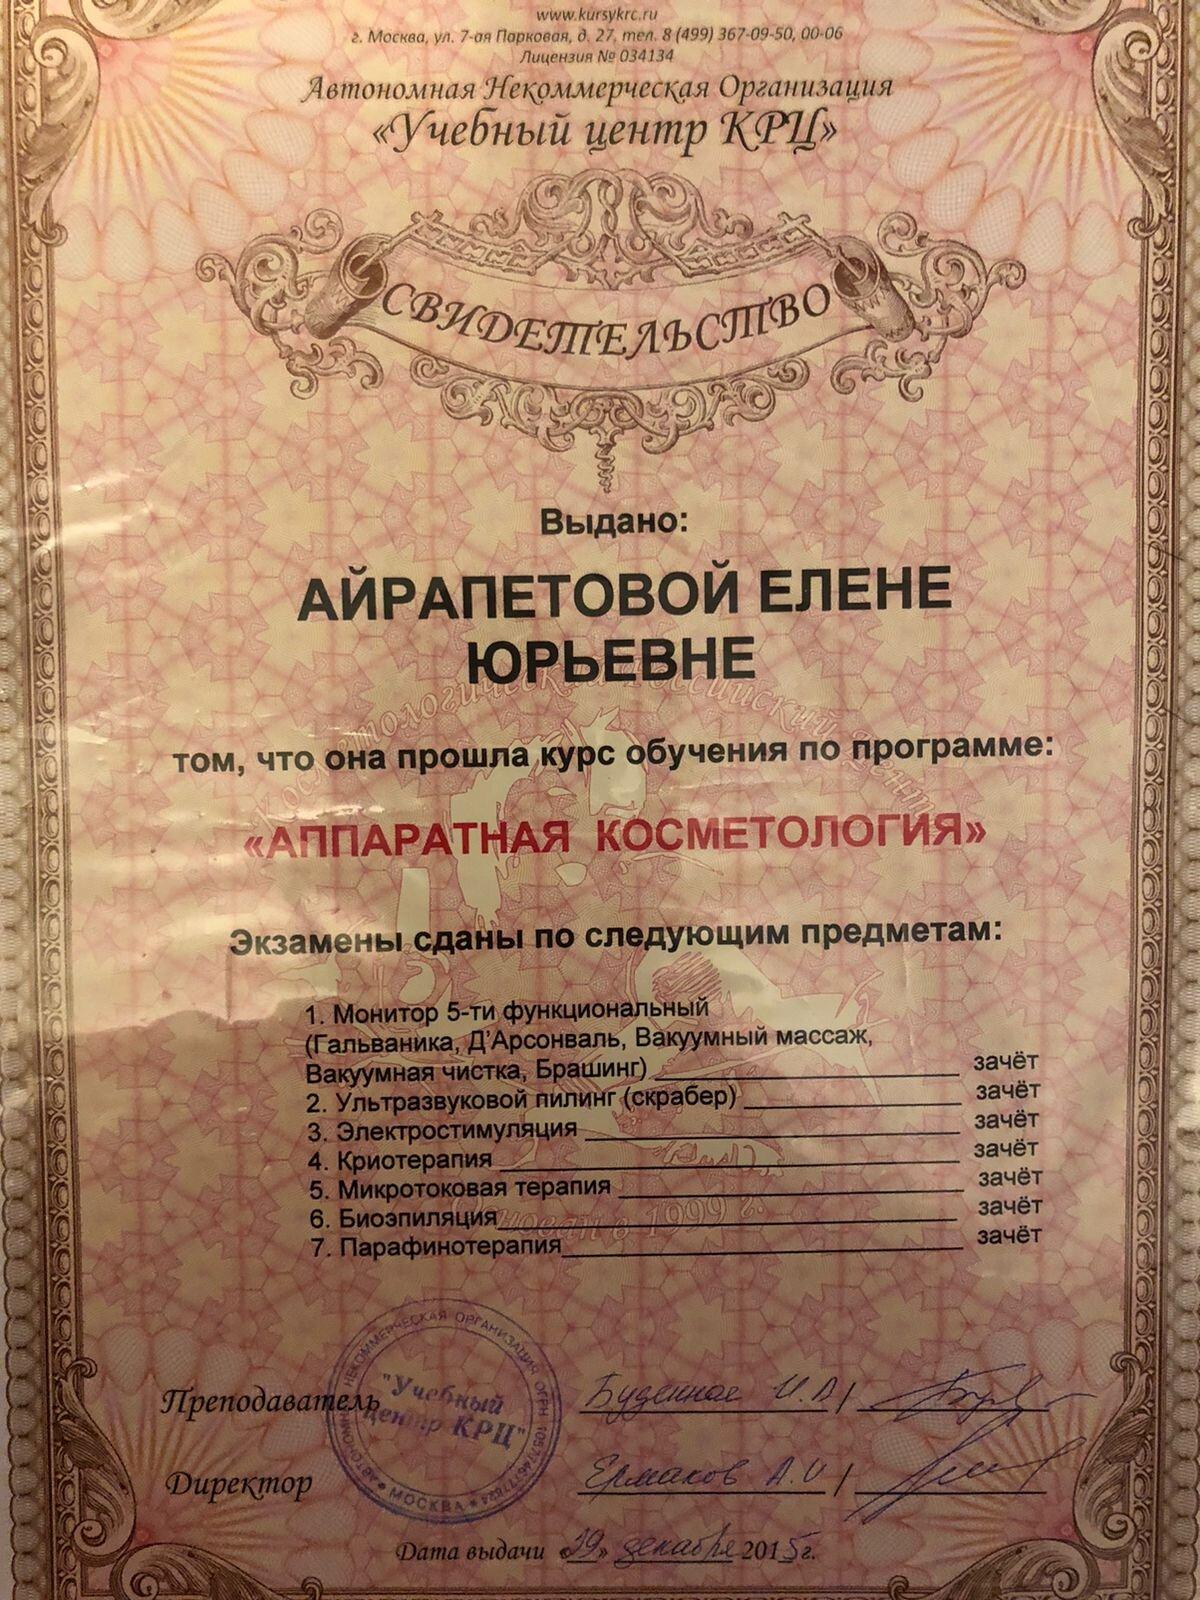 www.kursykrc.ru
г. Москва, ул. 7-ая Парковая, д. 27, тел. 8 (499) 367-09-50, 00-06
Лицензия № 034134
Автономная Некоммерческая Организация
«Учебный центр КРЦ»
СВИДЕТЕЛЬСТВО
Выдано:
АЙРАПЕТОВОЙ ЕЛЕНЕ
ЮРЬЕВНЕ
том, что она прошла курс обучения по программе:
«АППАРАТНАЯ КОСМЕТОЛОГИЯ»
Экзамены сданы по следующим предметам:
1. Монитор 5-ти функциональный
(Гальваника, Д'Арсонваль, Вакуумный массаж,
Вакуумная чистка, Брашинг) зачёт
2. Ультразвуковой пилинг (скрабер) зачёт
3. Электростимуляция зачёт
4. Криотерапия зачёт
5. Микротоковая терапия зачёт
6. Биоэпиляция зачёт
7. Парафинотерапия зачёт
Преподаватель И.В /
"Учебный центр КРЦ"
МОСКВА
Директор Ермаков А.И /
Дата выдачи «29» декабря 2015г.